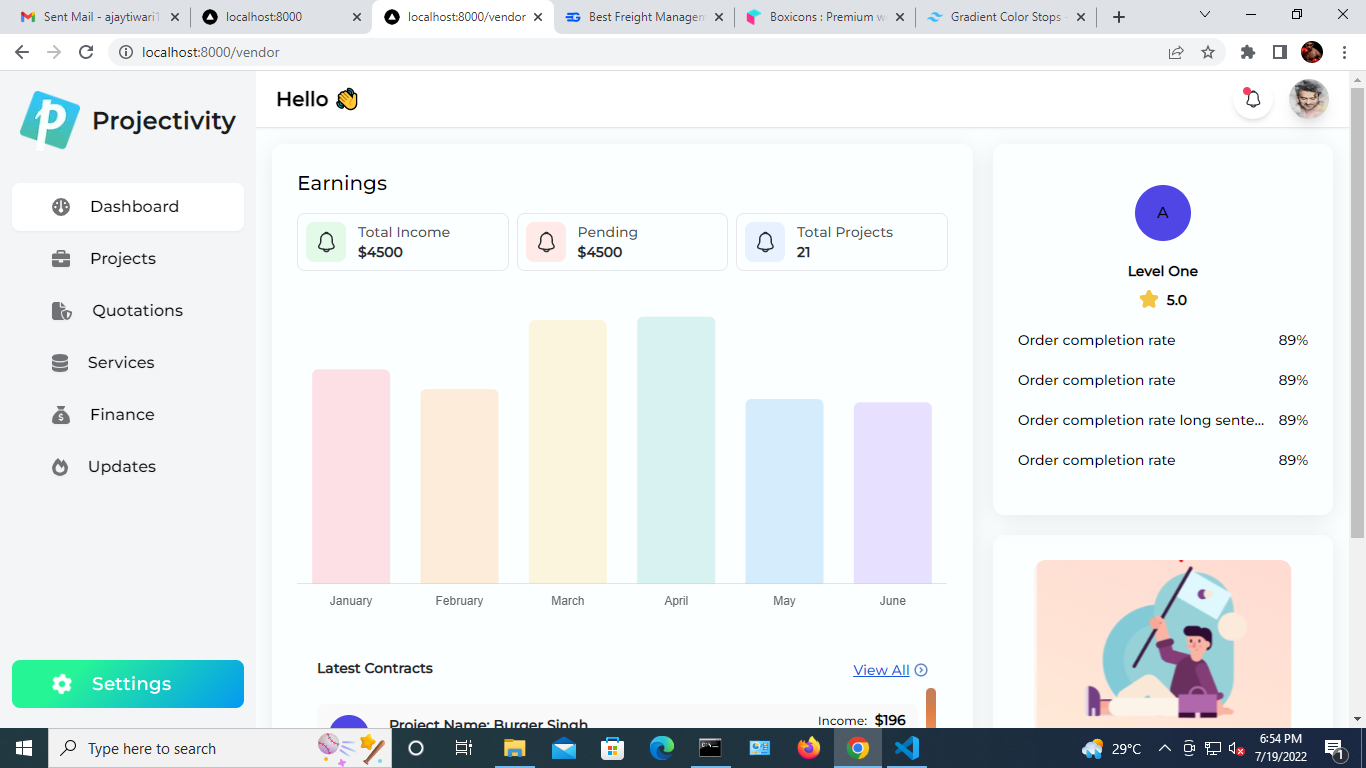 Sent Mail - ajaytiwari1
localhost:8000
localhost:8000/vendor
Best Freight Managem
Boxicons : Premium w
Gradient Color Stops -
localhost:8000/vendor
Projectivity
Hello 👋
Dashboard
Projects
Quotations
Services
Finance
Updates
Settings
Earnings
Total Income
$4500
Pending
$4500
Total Projects
21
January February March April May June
Latest Contracts
View All
Project Name: Burger Singh
Income: $196
A
Level One
5.0
Order completion rate 89%
Order completion rate 89%
Order completion rate long sente... 89%
Order completion rate 89%
Type here to search
29°C
6:54 PM
7/19/2022
1